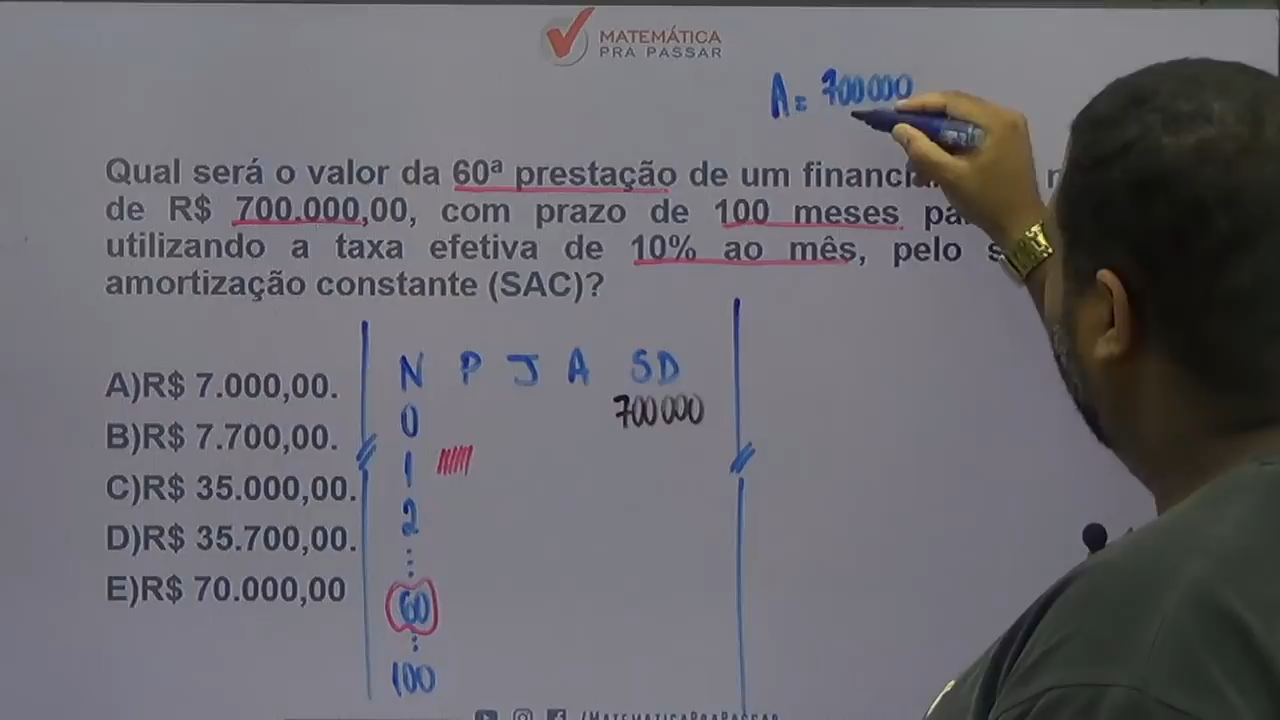 MATEMÁTICA
PRA PASSAR
A = 700000
Qual será o valor da 60ª prestação de um
de R$ 700.000,00, com prazo de 100 meses
utilizando a taxa efetiva de 10% ao mês, pelo
amortização constante (SAC)?
N P J A SD
A)R$ 7.000,00.
0 700000
B)R$ 7.700,00.
1
C)R$ 35.000,00.
2
D)R$ 35.700,00.
...
E)R$ 70.000,00
60
...
100
/MATEMATICAPRAPASSAR